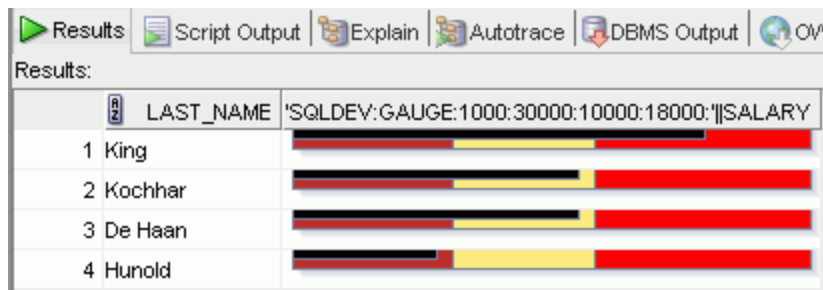 Results Script Output Explain Autotrace DBMS Output OW
Results:
LAST_NAME 'SQLDEV:GAUGE:1000:30000:10000:18000:'||SALARY
1 King
2 Kochhar
3 De Haan
4 Hunold